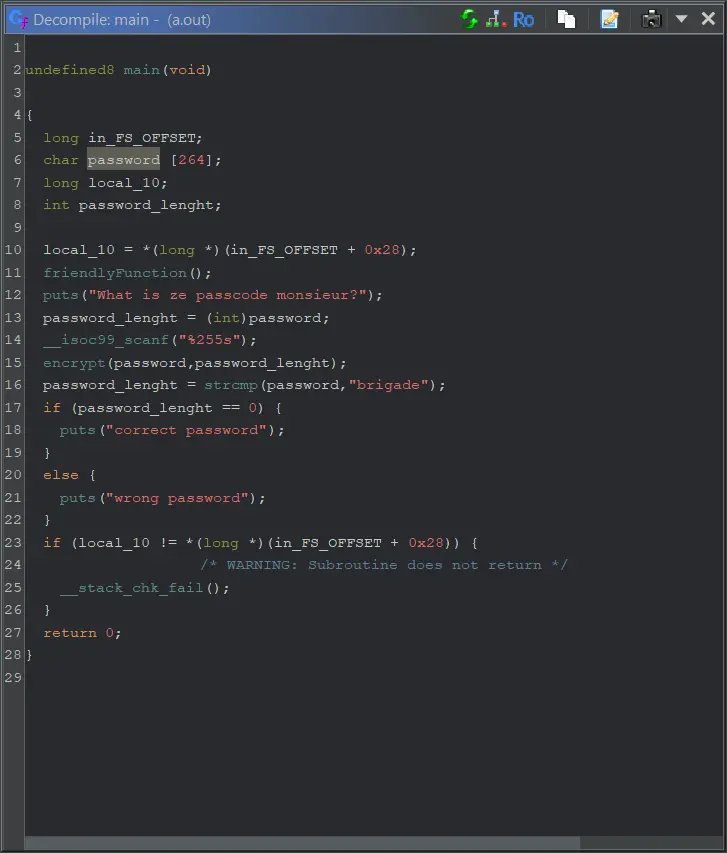 Decompile: main - (a.out)
Ro
1
2 undefined8 main(void)
3
4 {
5 long in_FS_OFFSET;
6 char password [264];
7 long local_10;
8 int password_lenght;
9
10 local_10 = *(long *)(in_FS_OFFSET + 0x28);
11 friendlyFunction();
12 puts("What is ze passcode monsieur?");
13 password_lenght = (int)password;
14 __isoc99_scanf("%255s");
15 encrypt(password,password_lenght);
16 password_lenght = strcmp(password,"brigade");
17 if (password_lenght == 0) {
18 puts("correct password");
19 }
20 else {
21 puts("wrong password");
22 }
23 if (local_10 != *(long *)(in_FS_OFFSET + 0x28)) {
24 /* WARNING: Subroutine does not return */
25 __stack_chk_fail();
26 }
27 return 0;
28 }
29